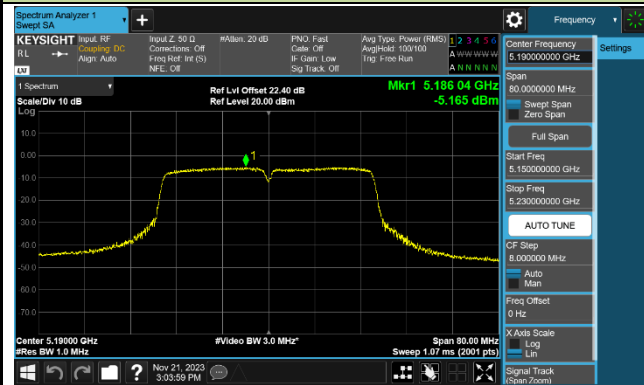 Spectrum Analyzer 1
Swept SA
Frequency
KEYSIGHT
RL
LXI
Input: RF
Coupling: DC
Align: Auto
Input Z: 50 Ω
Corrections: Off
Freq Ref: Int (S)
NFE: Off
#Atten: 20 dB
PNO: Fast
Gate: Off
IF Gain: Low
Sig Track: Off
Avg Type: Power (RMS)
Avg|Hold: 100/100
Trig: Free Run
1 2 3 4 5 6
A W W W W W
A N N N N N
1 Spectrum
Scale/Div 10 dB
Log
Ref Lvl Offset 22.40 dB
Ref Level 20.00 dBm
Mkr1 5.186 04 GHz
-5.165 dBm
10.0
0.00
-10.0
-20.0
-30.0
-40.0
-50.0
-60.0
-70.0
1
Center 5.19000 GHz
#Res BW 1.0 MHz
#Video BW 3.0 MHz*
Span 80.00 MHz
Sweep 1.07 ms (2001 pts)
Nov 21, 2023
3:03:59 PM
Center Frequency
5.190000000 GHz
Settings
Span
80.0000000 MHz
Swept Span
Zero Span
Full Span
Start Freq
5.150000000 GHz
Stop Freq
5.230000000 GHz
AUTO TUNE
CF Step
8.000000 MHz
Auto
Man
Freq Offset
0 Hz
X Axis Scale
Log
Lin
Signal Track
(Span Zoom)